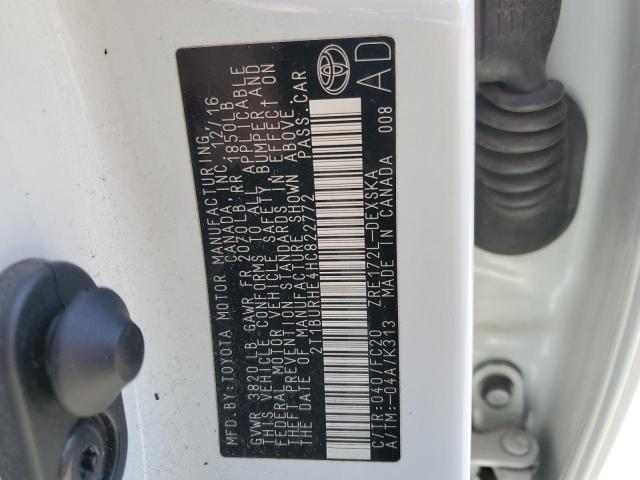 MFD.BY:TOYOTA MOTOR MANUFACTURING
CANADA, INC. 12/16
GVWR 3820LB GAWR FR 2020LB RR 1850LB
THIS VEHICLE CONFORMS TO ALL APPLICABLE
FEDERAL MOTOR VEHICLE SAFETY, BUMPER,AND
THEFT PREVENTION STANDARDS IN EFFECT ON
THE DATE OF MANUFACTURE SHOWN ABOVE.
2T1BURHE4HC822772 PASS.CAR
AD
C/TR:040/FC20 ZRE172L-DEXSKA 008
A/TM:-04A/K313 MADE IN CANADA